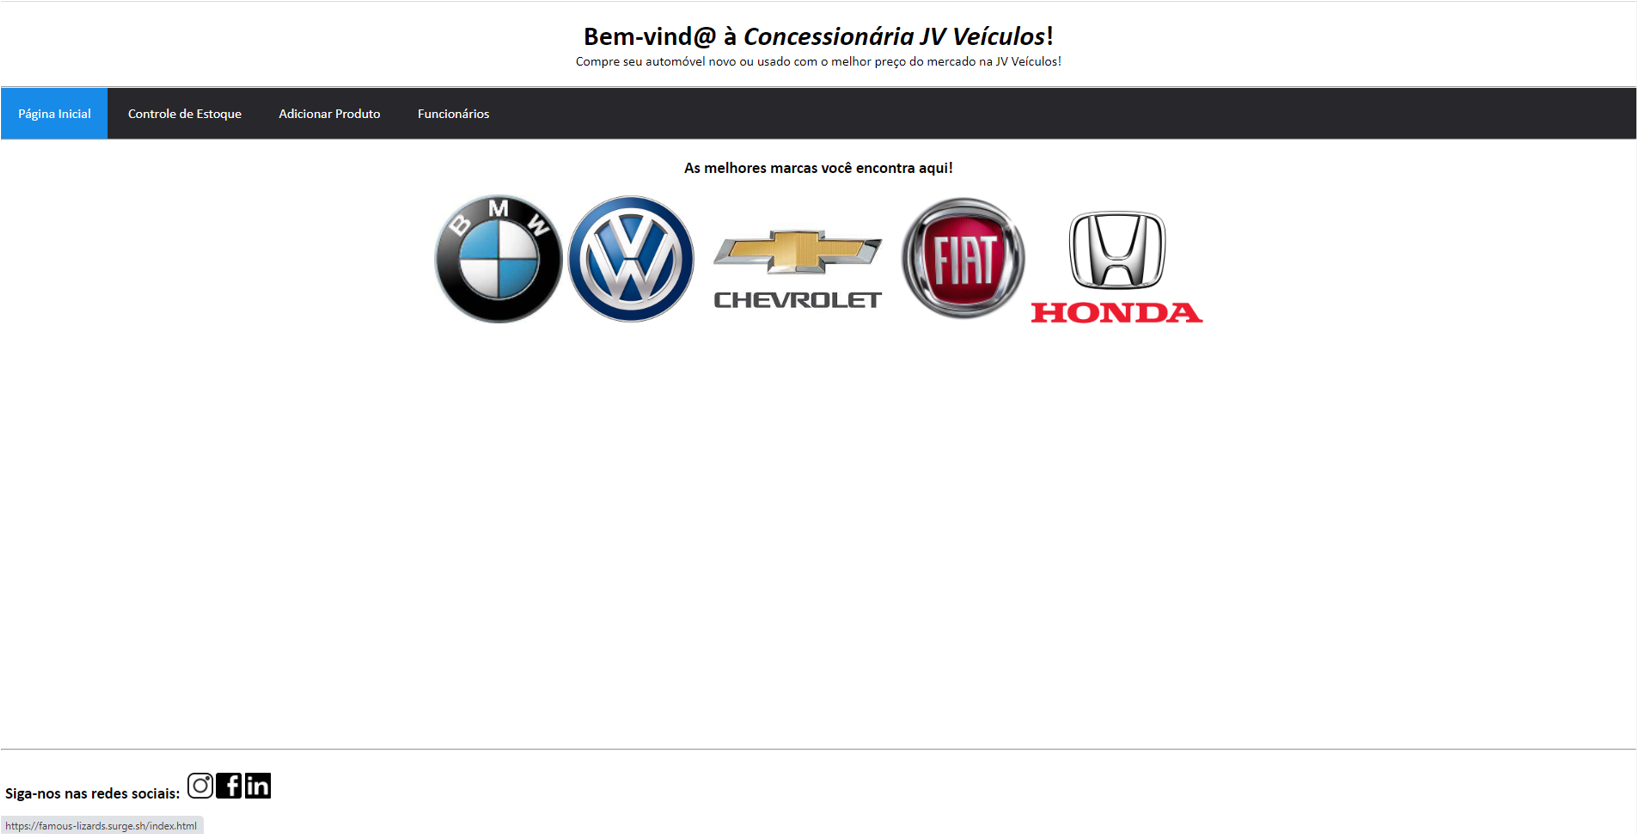 Bem-vind@ à Concessionária JV Veículos!
Compre seu automóvel novo ou usado com o melhor preço do mercado na JV Veículos!
Página Inicial Controle de Estoque Adicionar Produto Funcionários
As melhores marcas você encontra aqui!
BMW VW CHEVROLET FIAT HONDA
Siga-nos nas redes sociais: f in
https://famous-lizards.surge.sh/index.html